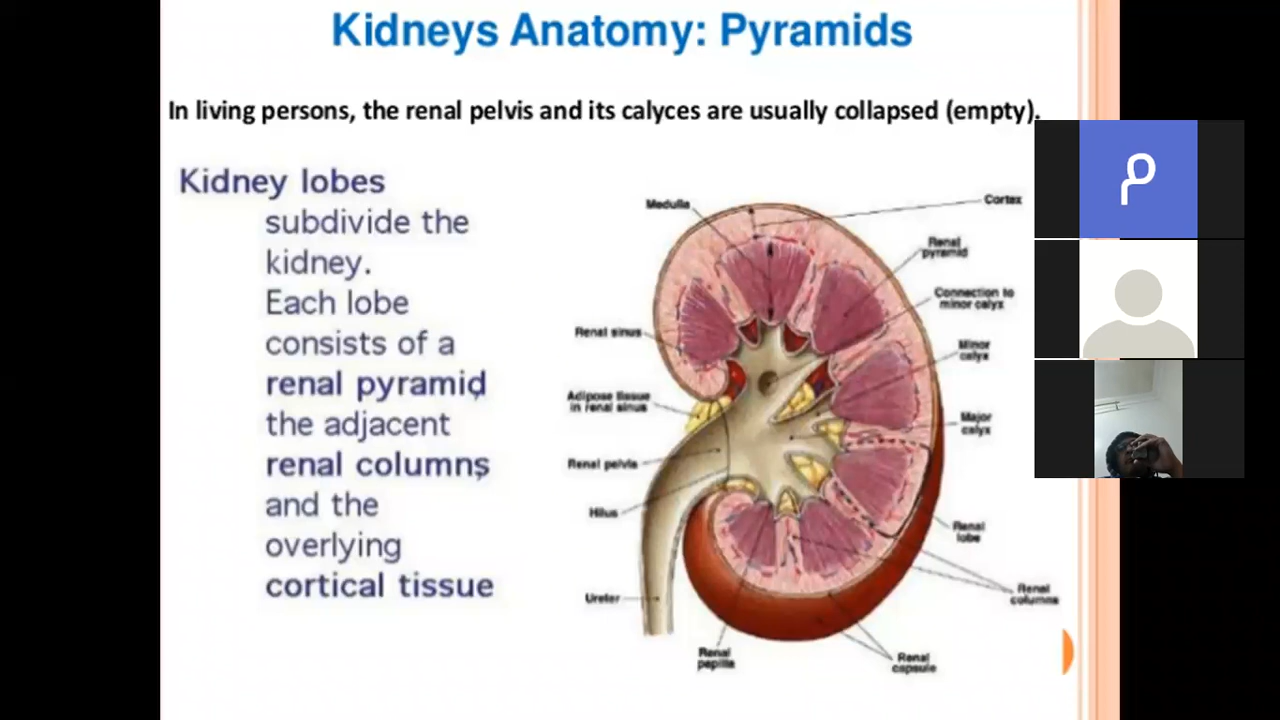 Kidneys Anatomy: Pyramids
In living persons, the renal pelvis and its calyces are usually collapsed (empty).
Kidney lobes
subdivide the
kidney.
Each lobe
consists of a
renal pyramid,
the adjacent
renal columns,
and the
overlying
cortical tissue
Medulla
Cortex
Renal
pyramid
Connection to
minor calyx
Renal sinus
Minor
calyx
Adipose tissue
in renal sinus
Major
calyx
Renal pelvis
Hilus
Renal
lobe
Ureter
Renal
columns
Renal
papilla
Renal
capsule
م